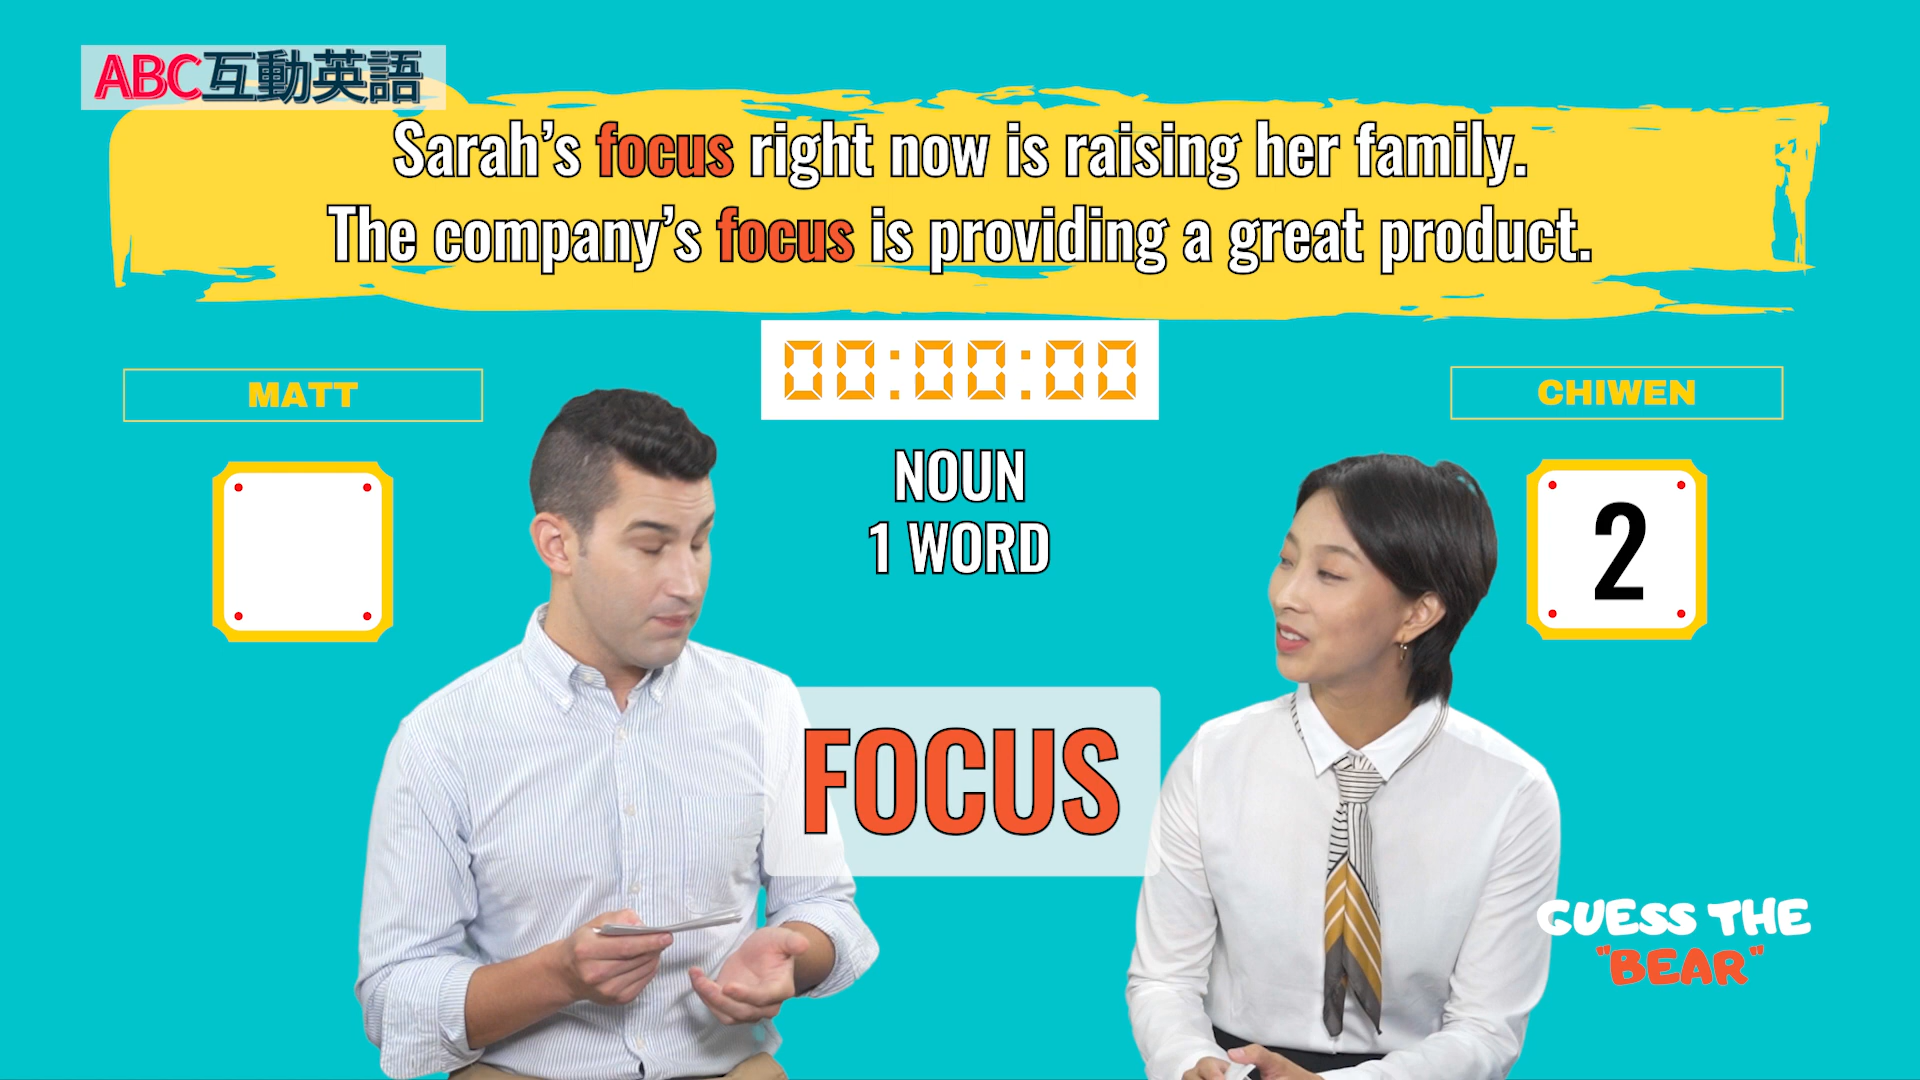 ABC互動英語
Sarah’s focus right now is raising her family.
The company’s focus is providing a great product.
00:00:00
MATT
CHIWEN
NOUN
1 WORD
2
FOCUS
GUESS THE
"BEAR"